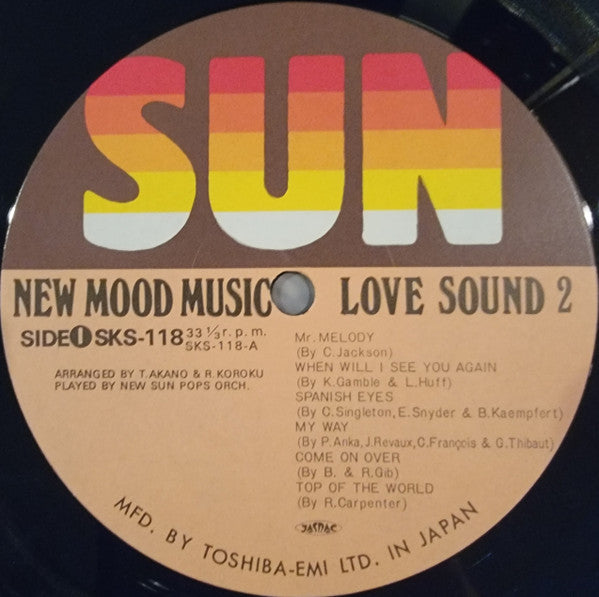 SUN
NEW MOOD MUSIC LOVE SOUND 2
SIDE 1 SKS-118 33 1/3 r.p.m.
SKS-118-A
ARRANGED BY T.AKANO & R.KOROKU
PLAYED BY NEW SUN POPS ORCH.
Mr. MELODY
(By C.Jackson)
WHEN WILL I SEE YOU AGAIN
(By K.Gamble & L.Huff)
SPANISH EYES
(By C.Singleton,E.Snyder & B.Kaempfert)
MY WAY
(By P.Anka,J.Revaux,C.François & G.Thibaut)
COME ON OVER
(By B. & R.Gib)
TOP OF THE WORLD
(By R.Carpenter)
JASRAC
MFD. BY TOSHIBA-EMI LTD. IN JAPAN